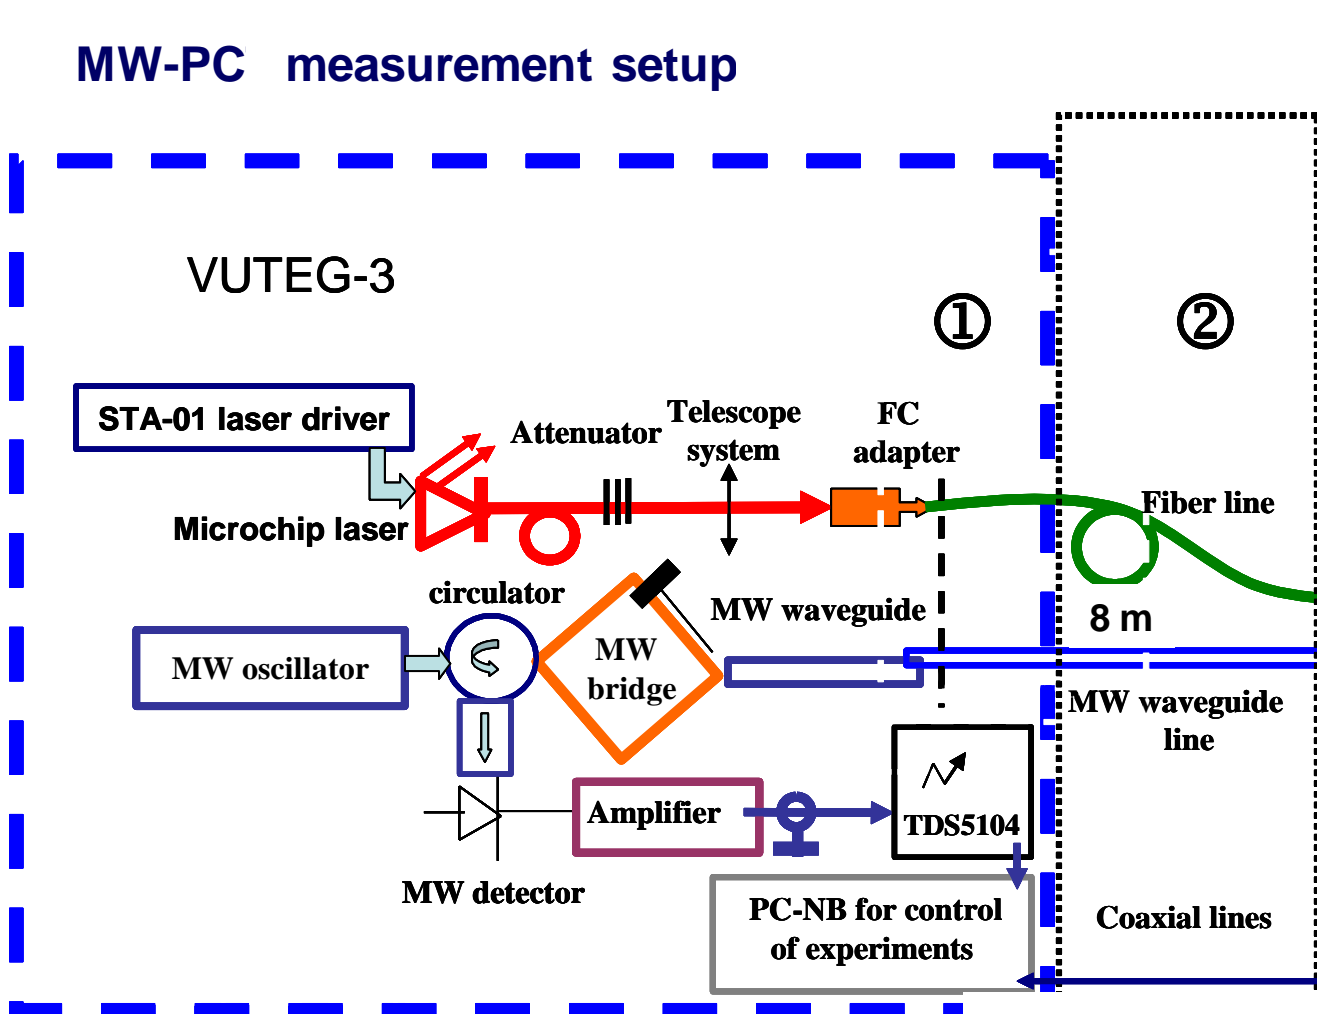 MW-PC measurement setup
VUTEG-3
①
②
STA-01 laser driver
Attenuator
Telescope
system
FC
adapter
Microchip laser
Fiber line
circulator
MW waveguide
8 m
MW oscillator
MW
bridge
MW waveguide
line
Amplifier
TDS5104
MW detector
PC-NB for control
of experiments
Coaxial lines